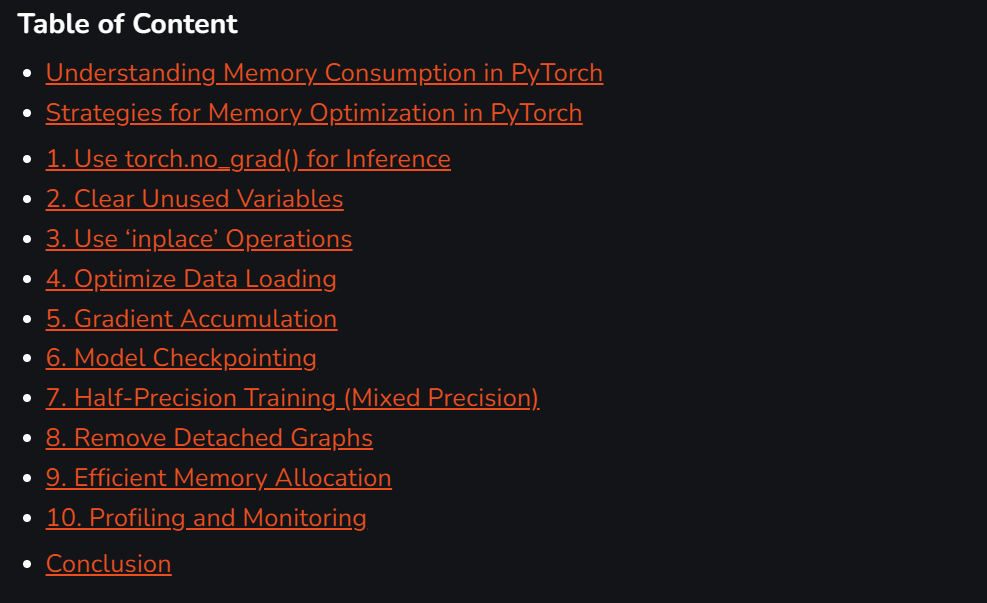 Table of Content
• Understanding Memory Consumption in PyTorch
• Strategies for Memory Optimization in PyTorch
• 1. Use torch.no_grad() for Inference
• 2. Clear Unused Variables
• 3. Use ‘inplace’ Operations
• 4. Optimize Data Loading
• 5. Gradient Accumulation
• 6. Model Checkpointing
• 7. Half-Precision Training (Mixed Precision)
• 8. Remove Detached Graphs
• 9. Efficient Memory Allocation
• 10. Profiling and Monitoring
• Conclusion